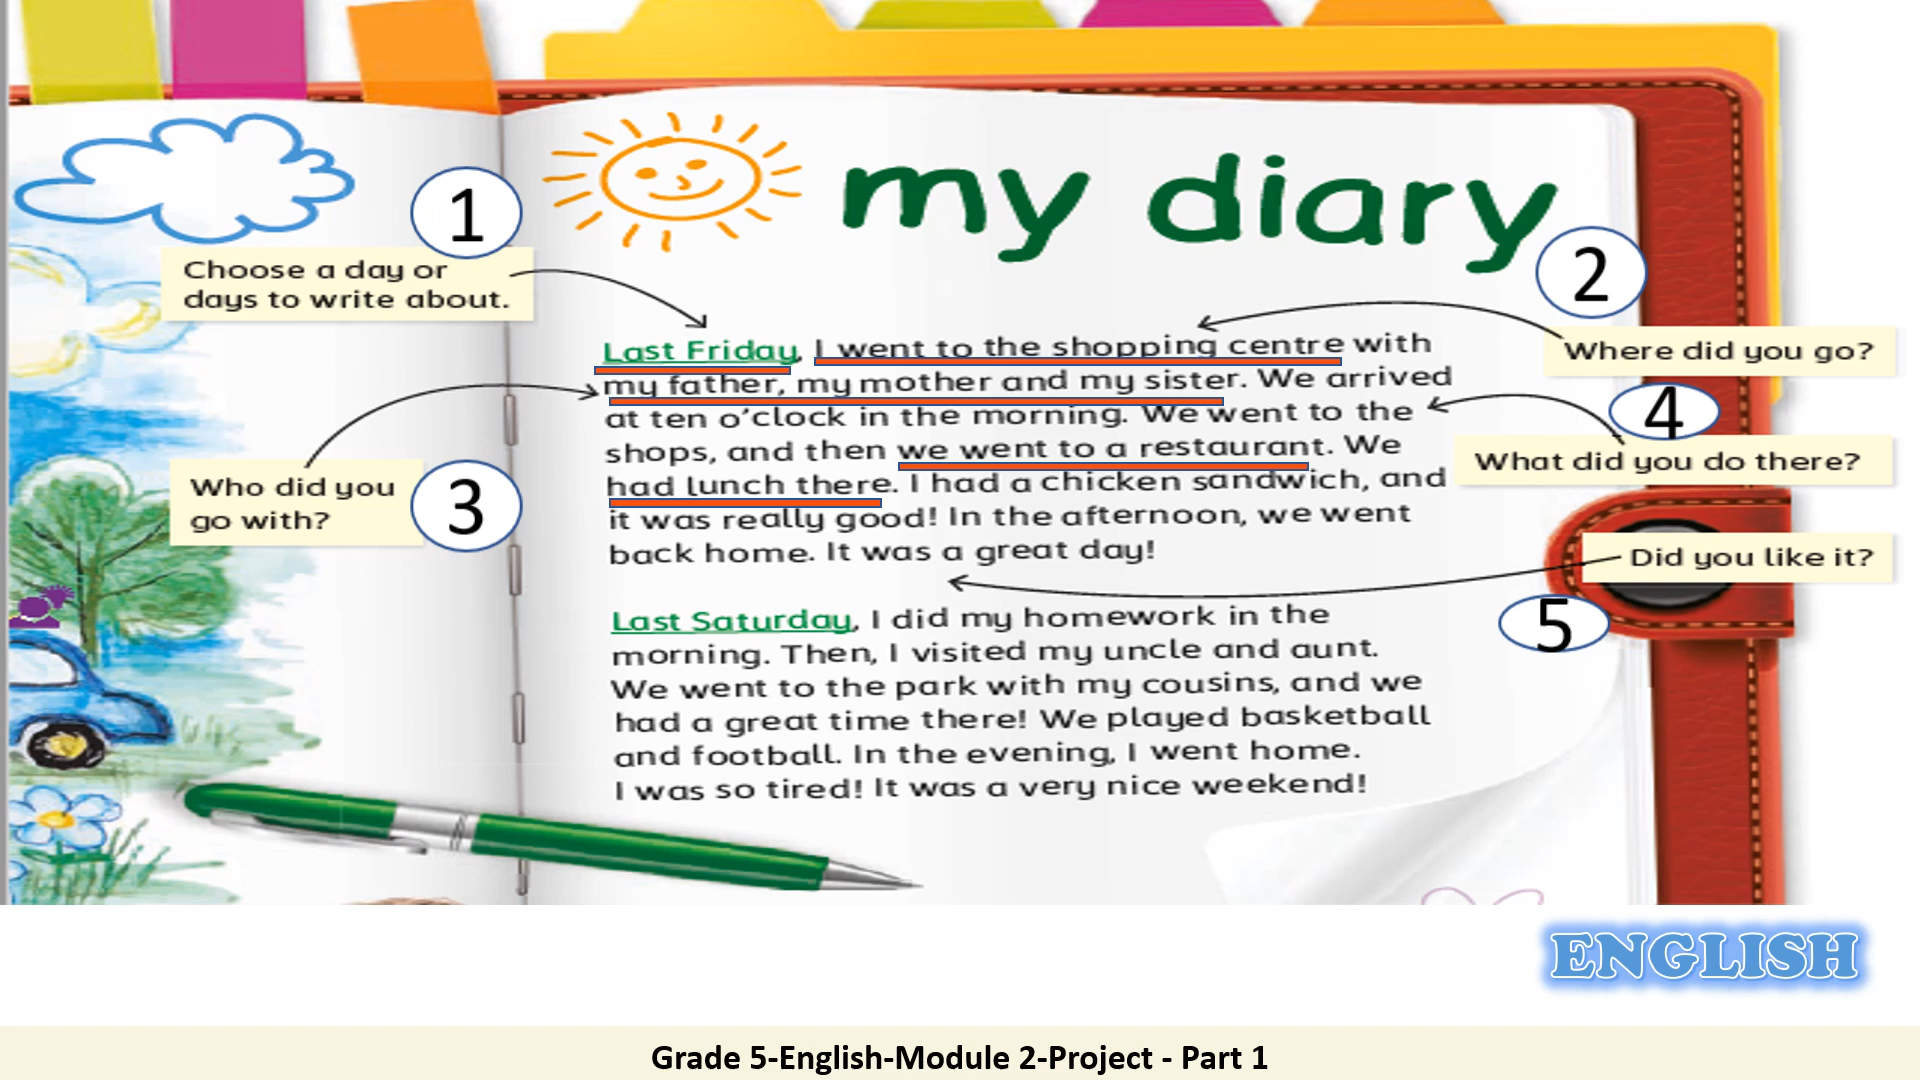 my diary
1
Choose a day or
days to write about.
2
Where did you go?
Last Friday, I went to the shopping centre with
my father, my mother and my sister. We arrived
at ten o'clock in the morning. We went to the
shops, and then we went to a restaurant. We
had lunch there. I had a chicken sandwich, and
it was really good! In the afternoon, we went
back home. It was a great day!
3
Who did you
go with?
4
What did you do there?
5
Did you like it?
Last Saturday, I did my homework in the
morning. Then, I visited my uncle and aunt.
We went to the park with my cousins, and we
had a great time there! We played basketball
and football. In the evening, I went home.
I was so tired! It was a very nice weekend!
ENGLISH
Grade 5-English-Module 2-Project - Part 1